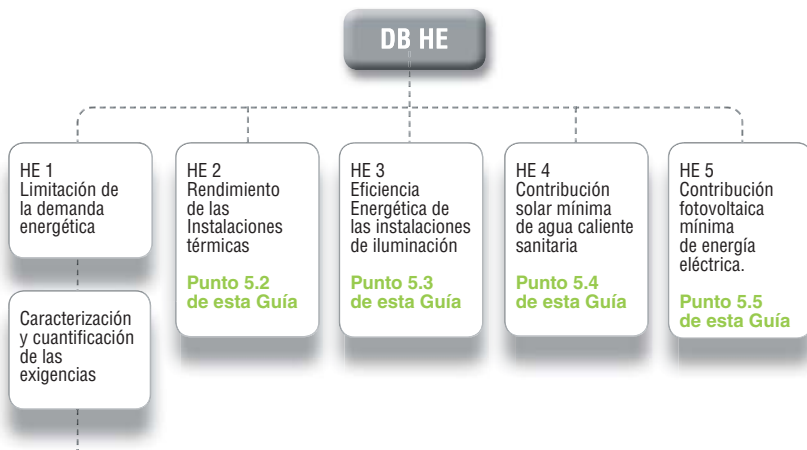 DB HE
HE 1
Limitación de
la demanda
energética
Caracterización
y cuantificación
de las
exigencias
HE 2
Rendimiento
de las
Instalaciones
térmicas
Punto 5.2
de esta Guía
HE 3
Eficiencia
Energética de
las instalaciones
de iluminación
Punto 5.3
de esta Guía
HE 4
Contribución
solar mínima
de agua caliente
sanitaria
Punto 5.4
de esta Guía
HE 5
Contribución
fotovoltaica
mínima
de energía
eléctrica.
Punto 5.5
de esta Guía